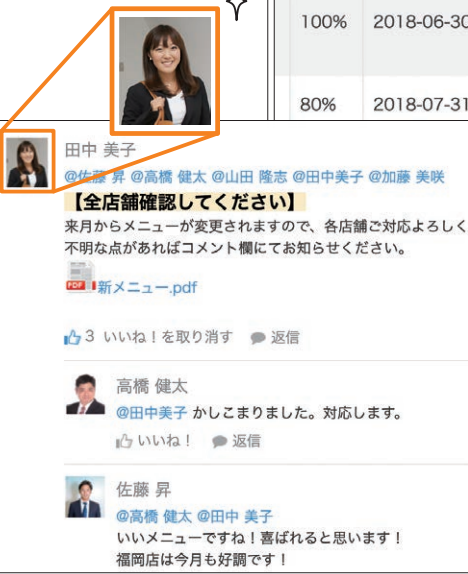 100% 2018-06-30
80% 2018-07-31
田中 美子
@佐藤 昇 @高橋 健太 @山田 隆志 @田中美子 @加藤 美咲
【全店舗確認してください】
来月からメニューが変更されますので、各店舗ご対応よろしく
不明な点があればコメント欄にてお知らせください。
PDF 新メニュー.pdf
3 いいね！を取り消す 返信
高橋 健太
@田中美子 かしこまりました。対応します。
いいね！ 返信
佐藤 昇
@高橋 健太 @田中 美子
いいメニューですね！喜ばれると思います！
福岡店は今月も好調です！